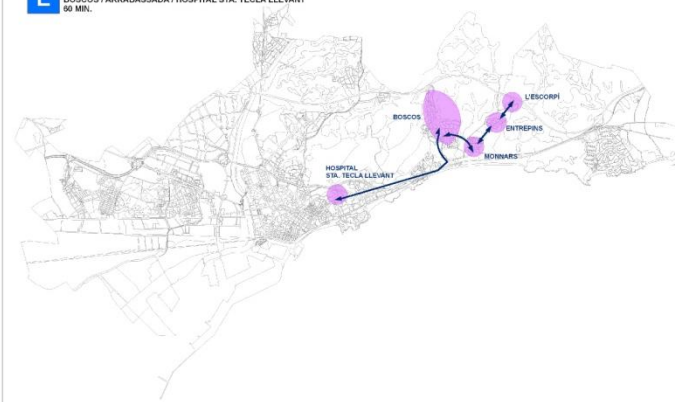 L
BOSCOS / ARRABASSADA / HOSPITAL STA. TECLA LLEVANT
60 MIN.
L'ESCORPÍ
BOSCOS
ENTREPINS
MONNARS
HOSPITAL
STA. TECLA LLEVANT